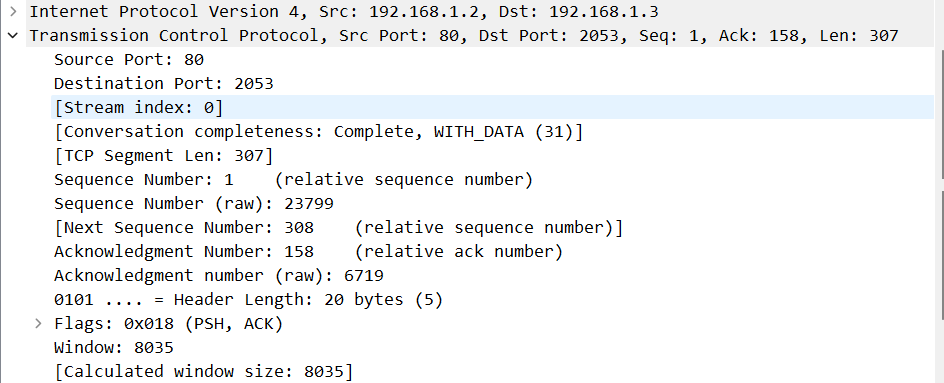 Internet Protocol Version 4, Src: 192.168.1.2, Dst: 192.168.1.3
Transmission Control Protocol, Src Port: 80, Dst Port: 2053, Seq: 1, Ack: 158, Len: 307
Source Port: 80
Destination Port: 2053
[Stream index: 0]
[Conversation completeness: Complete, WITH_DATA (31)]
[TCP Segment Len: 307]
Sequence Number: 1    (relative sequence number)
Sequence Number (raw): 23799
[Next Sequence Number: 308    (relative sequence number)]
Acknowledgment Number: 158    (relative ack number)
Acknowledgment number (raw): 6719
0101 .... = Header Length: 20 bytes (5)
Flags: 0x018 (PSH, ACK)
Window: 8035
[Calculated window size: 8035]